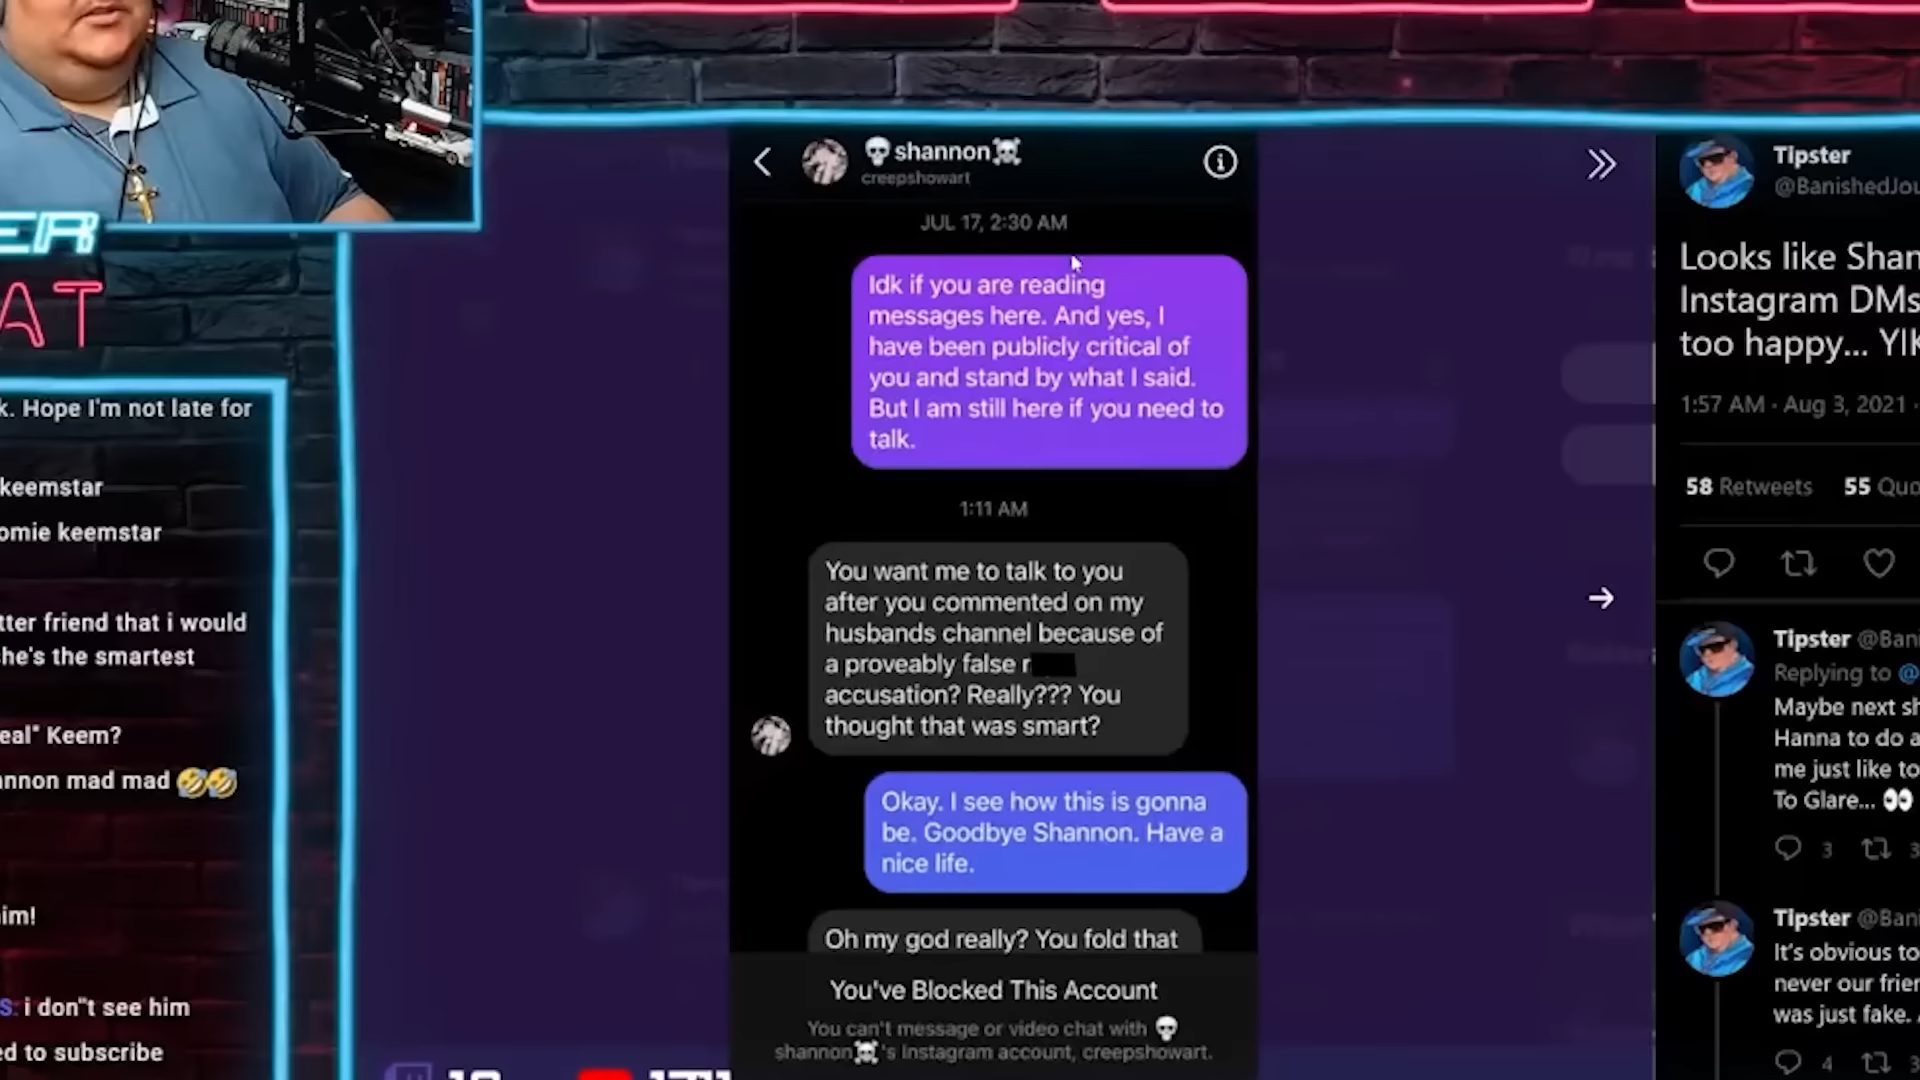 ER
AT
k. Hope I'm not late for
keemstar
omie keemstar
tter friend that i would
he's the smartest
eal" Keem?
nnon mad mad 🤣🤣
im!
S: i don"t see him
ed to subscribe
💀shannon☠️
creepshowart
JUL 17, 2:30 AM
Idk if you are reading
messages here. And yes, I
have been publicly critical of
you and stand by what I said.
But I am still here if you need to
talk.
1:11 AM
You want me to talk to you
after you commented on my
husbands channel because of
a proveably false r
accusation? Really??? You
thought that was smart?
Okay. I see how this is gonna
be. Goodbye Shannon. Have a
nice life.
Oh my god really? You fold that
You've Blocked This Account
You can't message or video chat with 💀
shannon☠️'s Instagram account, creepshowart.
Tipster
@BanishedJou
Looks like Shan
Instagram DMs
too happy... YIK
1:57 AM · Aug 3, 2021 ·
58 Retweets 55 Quo
Tipster @Bani
Replying to @
Maybe next sh
Hanna to do a
me just like to
To Glare... 👀
3 3
Tipster @Bani
It's obvious to
never our frien
was just fake.
4 3